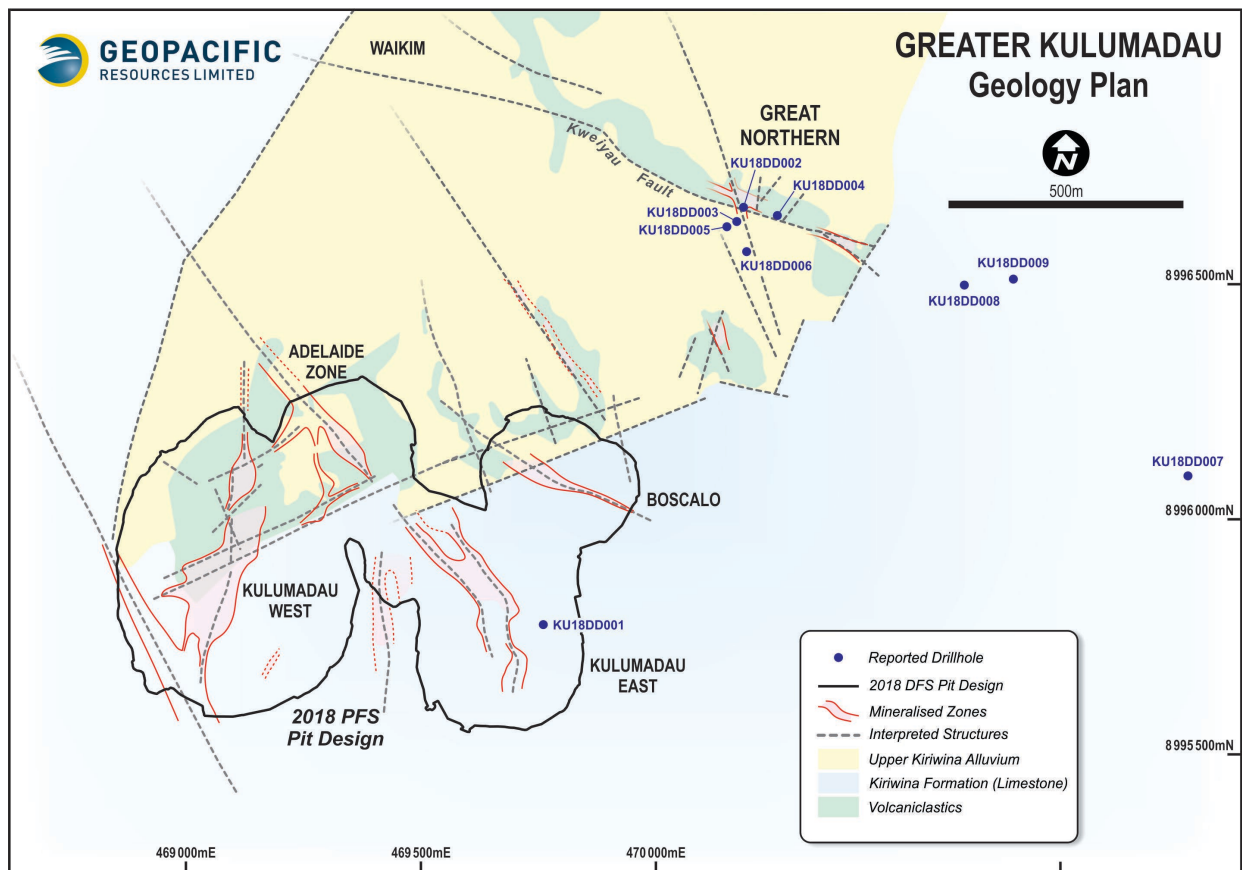 GEOPACIFIC
RESOURCES LIMITED
GREATER KULUMADAU
Geology Plan
WAIKIM
Kweiyau
Fault
GREAT
NORTHERN
N
500m
KU18DD002
KU18DD004
KU18DD003
KU18DD005
KU18DD006
KU18DD009
KU18DD008
8 996 500mN
ADELAIDE
ZONE
KU18DD007
BOSCALO
8 996 000mN
KULUMADAU
WEST
KU18DD001
KULUMADAU
EAST
2018 PFS
Pit Design
Reported Drillhole
2018 DFS Pit Design
Mineralised Zones
Interpreted Structures
Upper Kiriwina Alluvium
Kiriwina Formation (Limestone)
Volcaniclastics
8 995 500mN
469 000mE
469 500mE
470 000mE